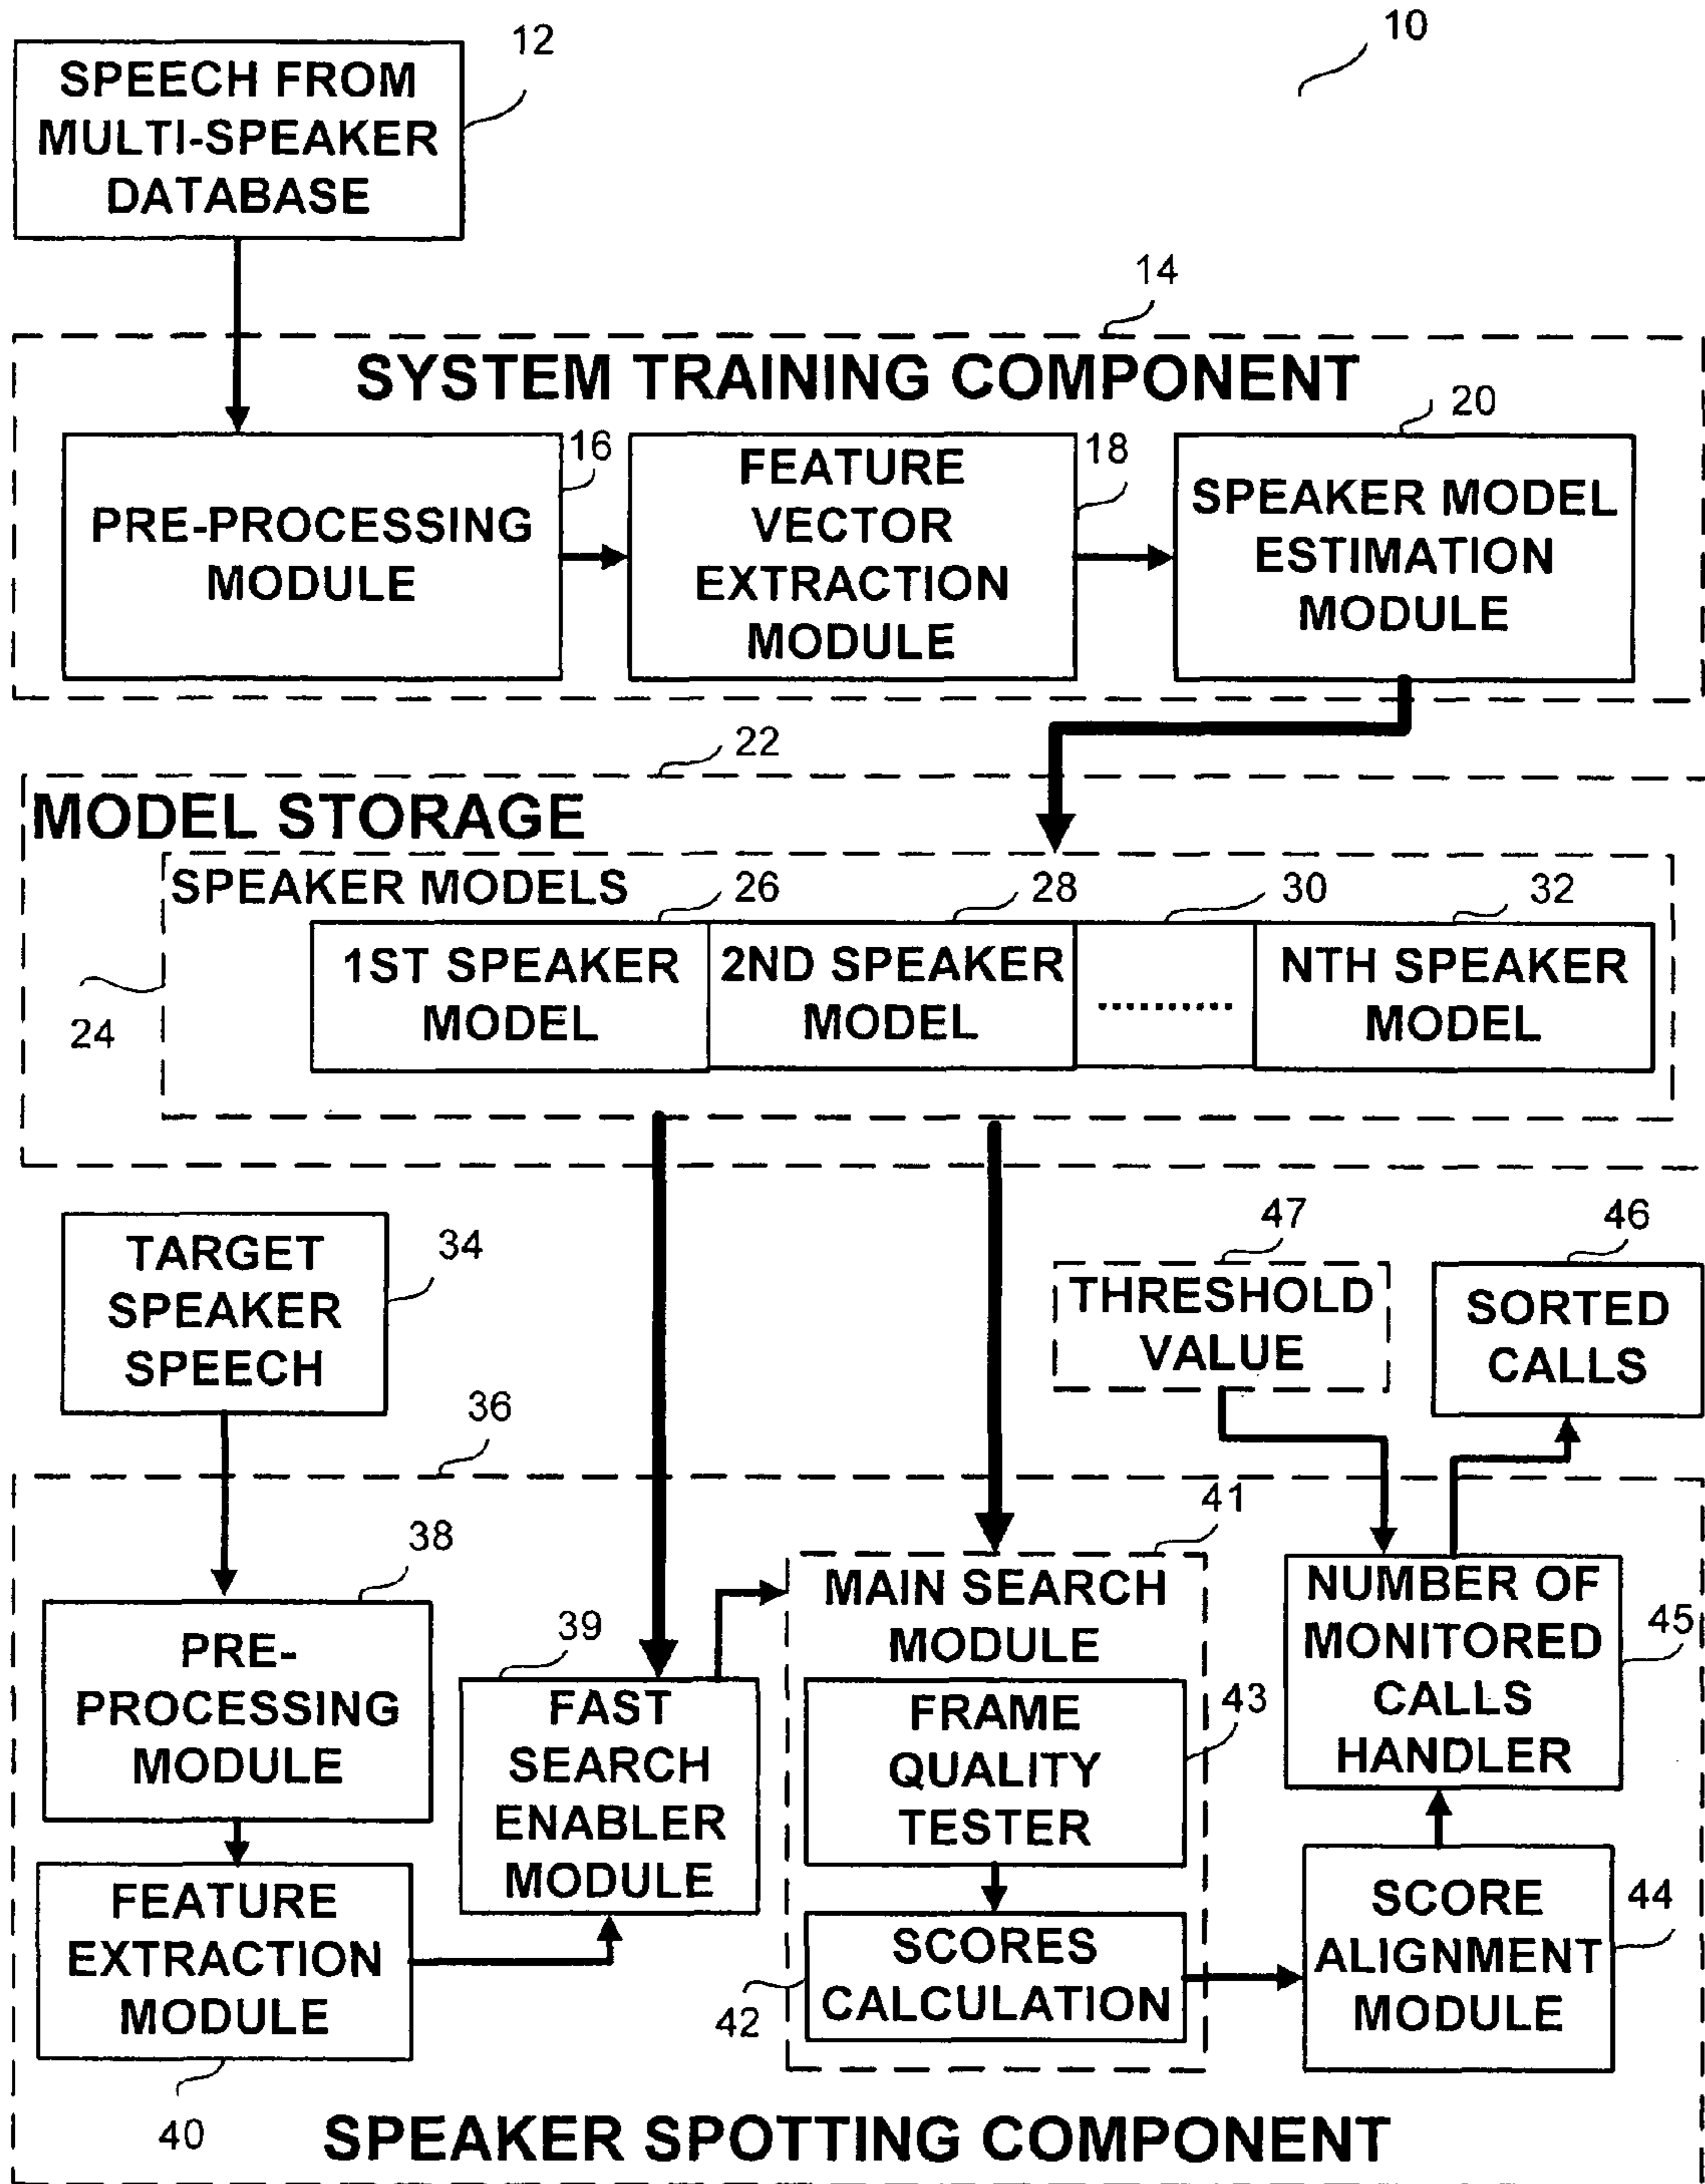 10
12
SPEECH FROM
MULTI-SPEAKER
DATABASE
14
SYSTEM TRAINING COMPONENT
16
PRE-PROCESSING
MODULE
18
FEATURE
VECTOR
EXTRACTION
MODULE
20
SPEAKER MODEL
ESTIMATION
MODULE
22
MODEL STORAGE
SPEAKER MODELS
24
26
1ST SPEAKER
MODEL
28
2ND SPEAKER
MODEL
30
..........
32
NTH SPEAKER
MODEL
34
TARGET
SPEAKER
SPEECH
47
THRESHOLD
VALUE
46
SORTED
CALLS
36
38
PRE-
PROCESSING
MODULE
39
FAST
SEARCH
ENABLER
MODULE
41
MAIN SEARCH
MODULE
43
FRAME
QUALITY
TESTER
42
SCORES
CALCULATION
45
NUMBER OF
MONITORED
CALLS
HANDLER
44
SCORE
ALIGNMENT
MODULE
FEATURE
EXTRACTION
MODULE
40
SPEAKER SPOTTING COMPONENT